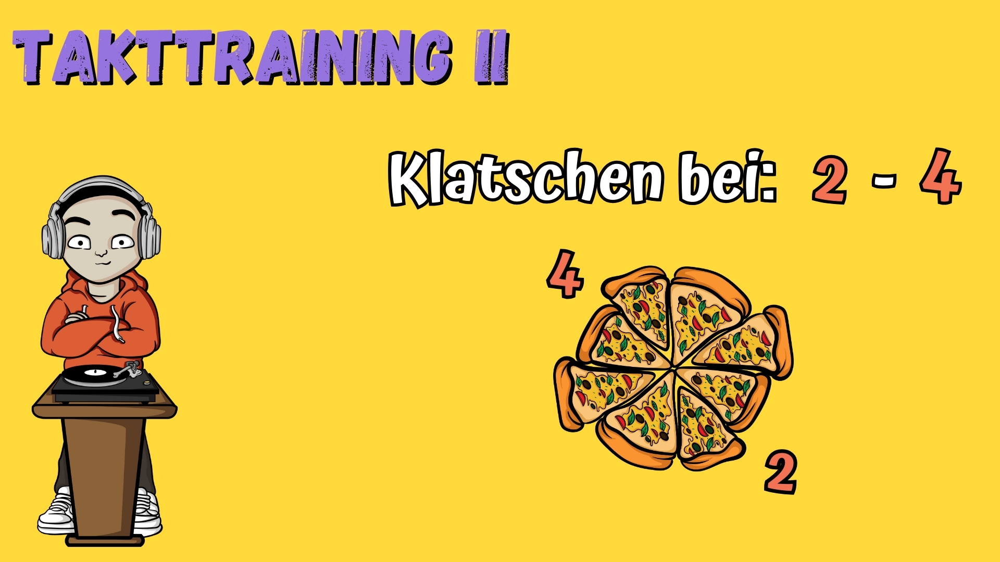 TAKTTRAINING II
Klatschen bei: 2 - 4
4
2